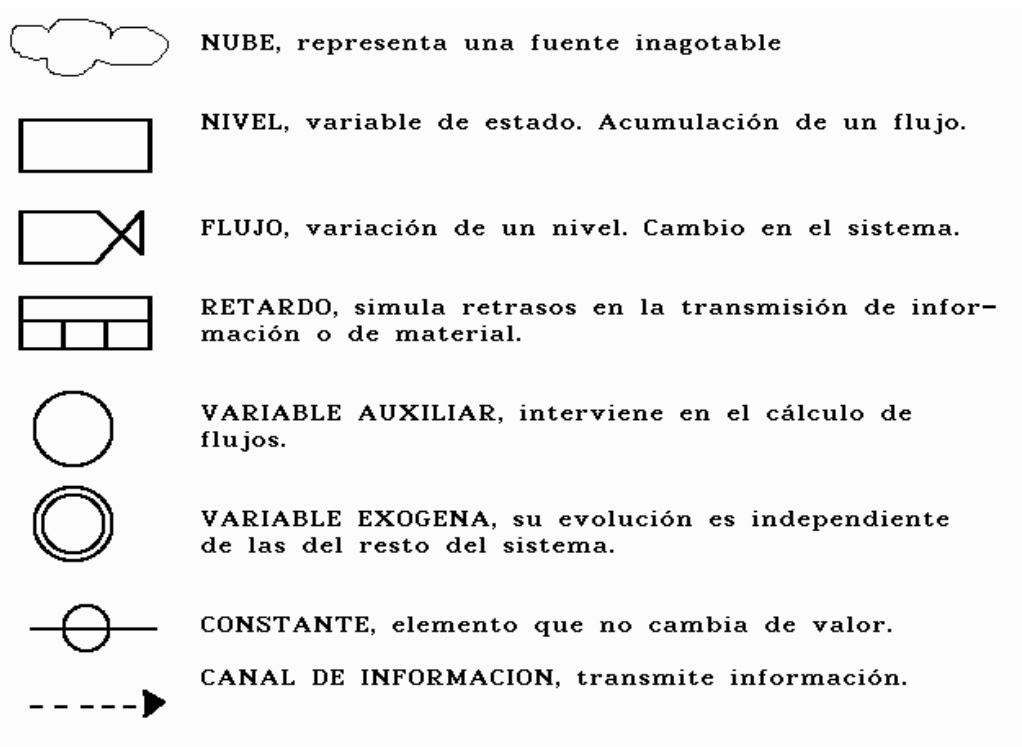 NUBE, representa una fuente inagotable
NIVEL, variable de estado. Acumulación de un flujo.
FLUJO, variación de un nivel. Cambio en el sistema.
RETARDO, simula retrasos en la transmisión de infor-
mación o de material.
VARIABLE AUXILIAR, interviene en el cálculo de
flujos.
VARIABLE EXOGENA, su evolución es independiente
de las del resto del sistema.
CONSTANTE, elemento que no cambia de valor.
CANAL DE INFORMACION, transmite información.